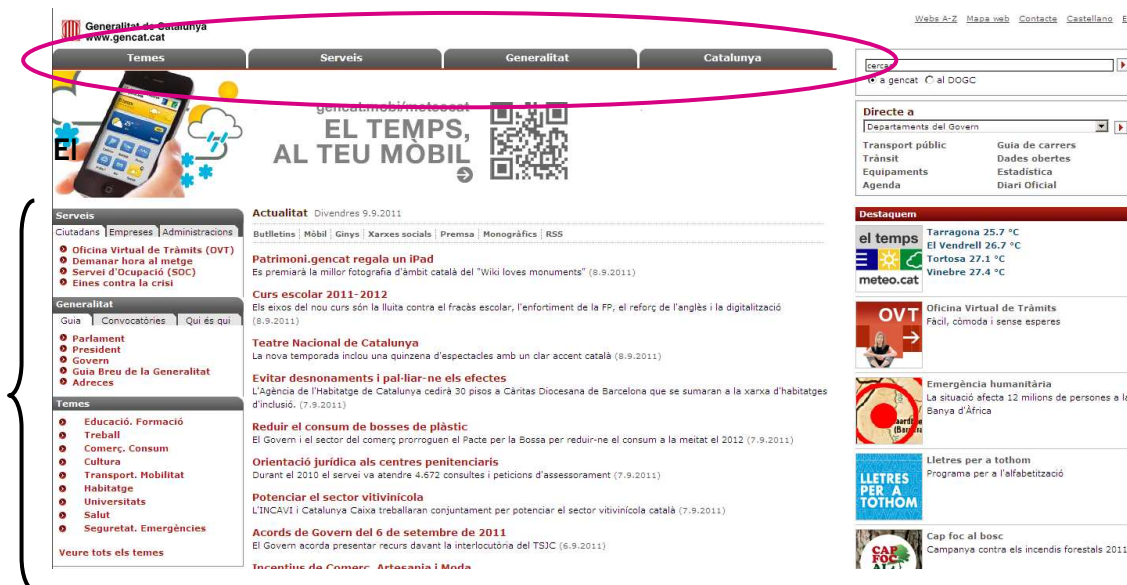 Generalitat de Catalunya
www.gencat.cat
Webs A-Z Mapa web Contacte Castellano
Temes Serveis Generalitat Catalunya
cercar
a gencat al DOGC
gencat.mobi/meteocat
EL TEMPS,
AL TEU MÒBIL
El
Directe a
Departaments del Govern
Transport públic Guia de carrers
Trànsit Dades obertes
Equipaments Estadística
Agenda Diari Oficial
Serveis
Ciutadans Empreses Administracions
Oficina Virtual de Tràmits (OVT)
Demanar hora al metge
Servei d'Ocupació (SOC)
Eines contra la crisi
Generalitat
Guia Convocatòries Qui és qui
Parlament
President
Govern
Guia Breu de la Generalitat
Adreces
Temes
Educació. Formació
Treball
Comerç. Consum
Cultura
Transport. Mobilitat
Habitatge
Universitats
Salut
Seguretat. Emergències
Veure tots els temes
Actualitat Divendres 9.9.2011
Butlletins Mòbil Ginys Xarxes socials Premsa Monogràfics RSS
Patrimoni.gencat regala un iPad
Es premiarà la millor fotografia d'àmbit català del "Wiki loves monuments" (8.9.2011)
Curs escolar 2011-2012
Els eixos del nou curs són la lluita contra el fracàs escolar, l'enfortiment de la FP, el reforç de l'anglès i la digitalització
(8.9.2011)
Teatre Nacional de Catalunya
La nova temporada inclou una quinzena d'espectacles amb un clar accent català (8.9.2011)
Evitar desnonaments i pal·liar-ne els efectes
L'Agència de l'Habitatge de Catalunya cedirà 30 pisos a Càritas Diocesana de Barcelona que se sumaran a la xarxa d'habitatges
d'inclusió. (7.9.2011)
Reduir el consum de bosses de plàstic
El Govern i el sector del comerç prorroguen el Pacte per la Bossa per reduir-ne el consum a la meitat el 2012 (7.9.2011)
Orientació jurídica als centres penitenciaris
Durant el 2010 el servei va atendre 4.672 consultes i peticions d'assessorament (7.9.2011)
Potenciar el sector vitivinícola
L'INCAVI i Catalunya Caixa treballaran conjuntament per potenciar el sector vitivinícola català (7.9.2011)
Acords de Govern del 6 de setembre de 2011
El Govern acorda presentar recurs davant la interlocutòria del TSJC (6.9.2011)
Incentius de Comerç, Artesania i Moda
Destaquem
el temps
meteo.cat
Tarragona 25.7 °C
El Vendrell 26.7 °C
Tortosa 27.1 °C
Vinebre 27.4 °C
OVT
Oficina Virtual de Tràmits
Fàcil, còmoda i sense esperes
Emergència humanitària
La situació afecta 12 milions de persones a la
Banya d'Àfrica
LLETRES
PER A
TOTHOM
Lletres per a tothom
Programa per a l'alfabetització
CAP
FOC
AL
Cap foc al bosc
Campanya contra els incendis forestals 2011